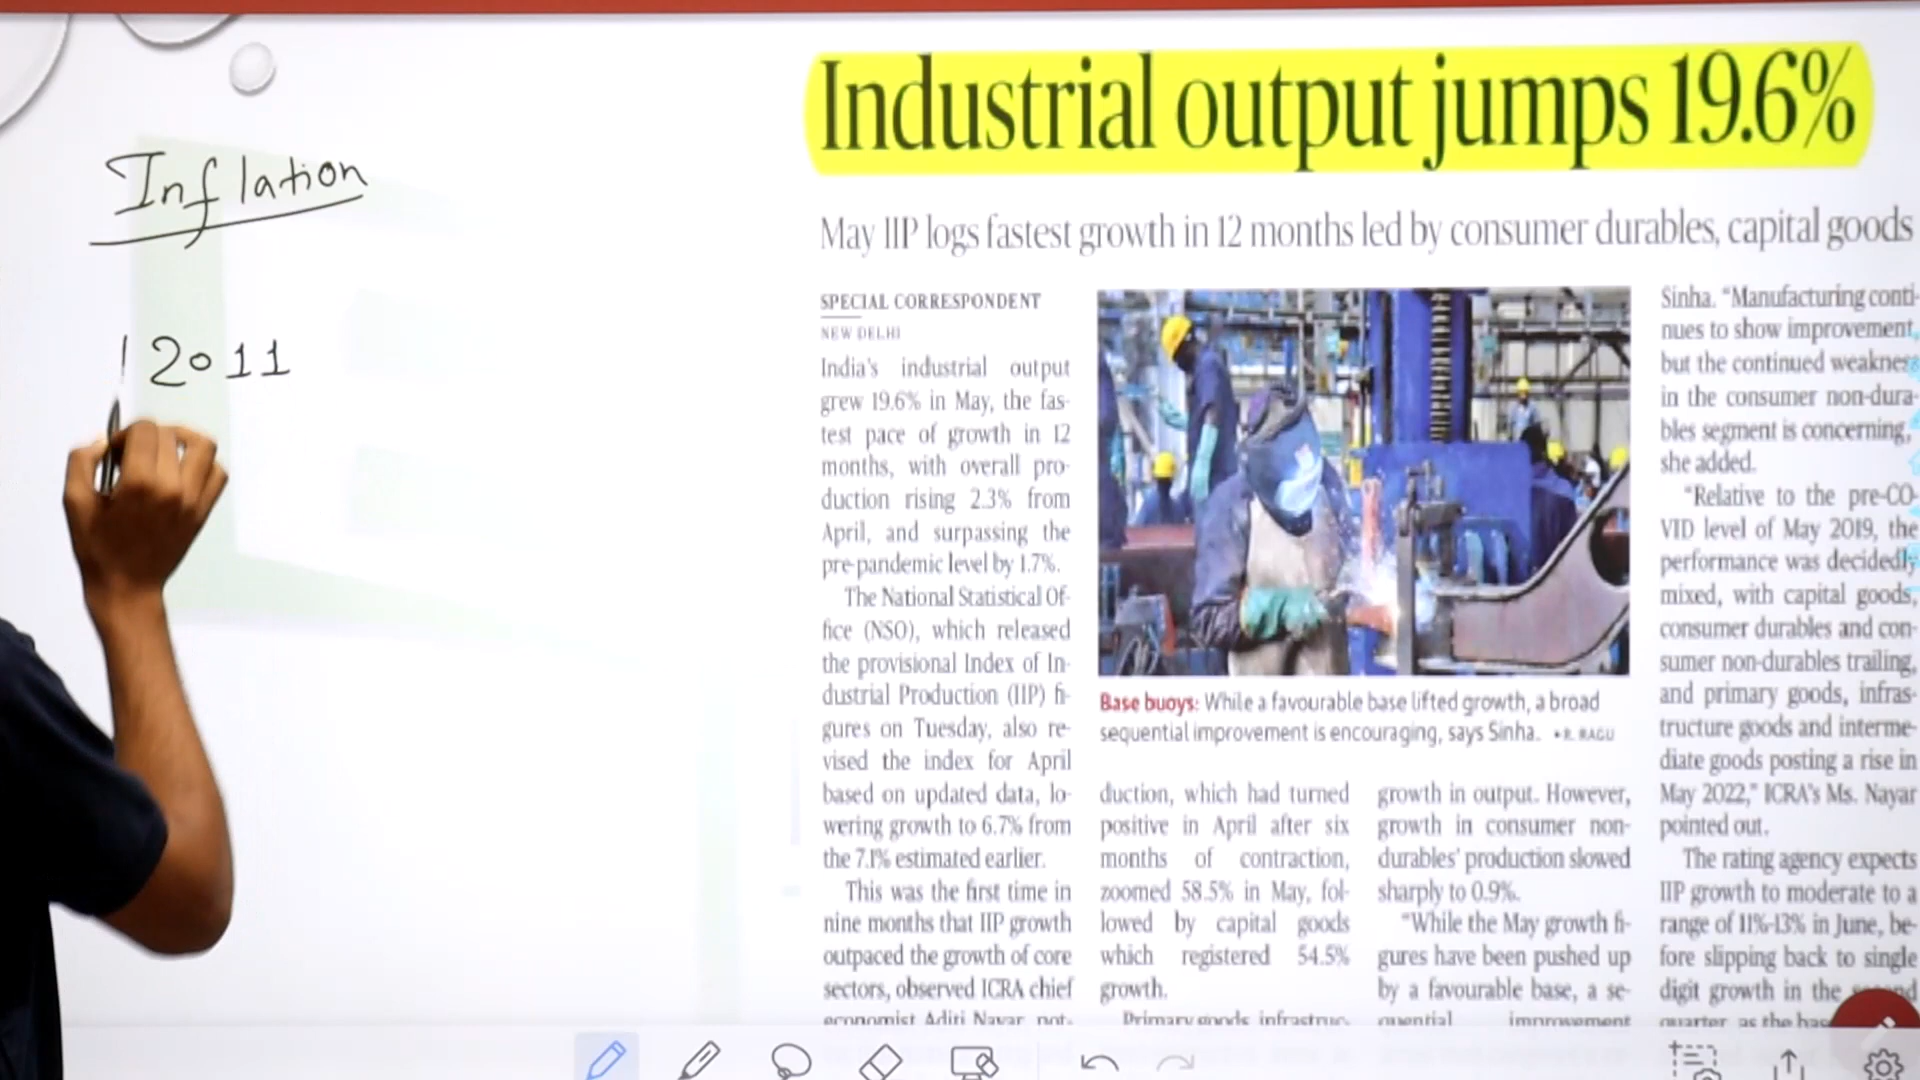 Inflation
2011
Industrial output jumps 19.6%
May IIP logs fastest growth in 12 months led by consumer durables, capital goods
SPECIAL CORRESPONDENT
NEW DELHI
India's industrial output
grew 19.6% in May, the fas-
test pace of growth in 12
months, with overall pro-
duction rising 2.3% from
April, and surpassing the
pre-pandemic level by 1.7%.
The National Statistical Of-
fice (NSO), which released
the provisional Index of In-
dustrial Production (IIP) fi-
gures on Tuesday, also re-
vised the index for April
based on updated data, lo-
wering growth to 6.7% from
the 7.1% estimated earlier.
This was the first time in
nine months that IIP growth
outpaced the growth of core
sectors, observed ICRA chief
economist Aditi Nayar, not-
Base buoys: While a favourable base lifted growth, a broad
sequential improvement is encouraging, says Sinha. • R. RAGU
duction, which had turned
positive in April after six
months of contraction,
zoomed 58.5% in May, fol-
lowed by capital goods
which registered 54.5%
growth.
Primary goods, infrastruc-
growth in output. However,
growth in consumer non-
durables' production slowed
sharply to 0.9%.
"While the May growth fi-
gures have been pushed up
by a favourable base, a se-
quential improvement
Sinha. "Manufacturing conti-
nues to show improvement,
but the continued weakness
in the consumer non-dura-
bles segment is concerning,
she added.
"Relative to the pre-CO-
VID level of May 2019, the
performance was decidedly
mixed, with capital goods,
consumer durables and con-
sumer non-durables trailing,
and primary goods, infras-
tructure goods and interme-
diate goods posting a rise in
May 2022," ICRA's Ms. Nayar
pointed out.
The rating agency expects
IIP growth to moderate to a
range of 11%-13% in June, be-
fore slipping back to single
digit growth in the second
quarter, as the bas